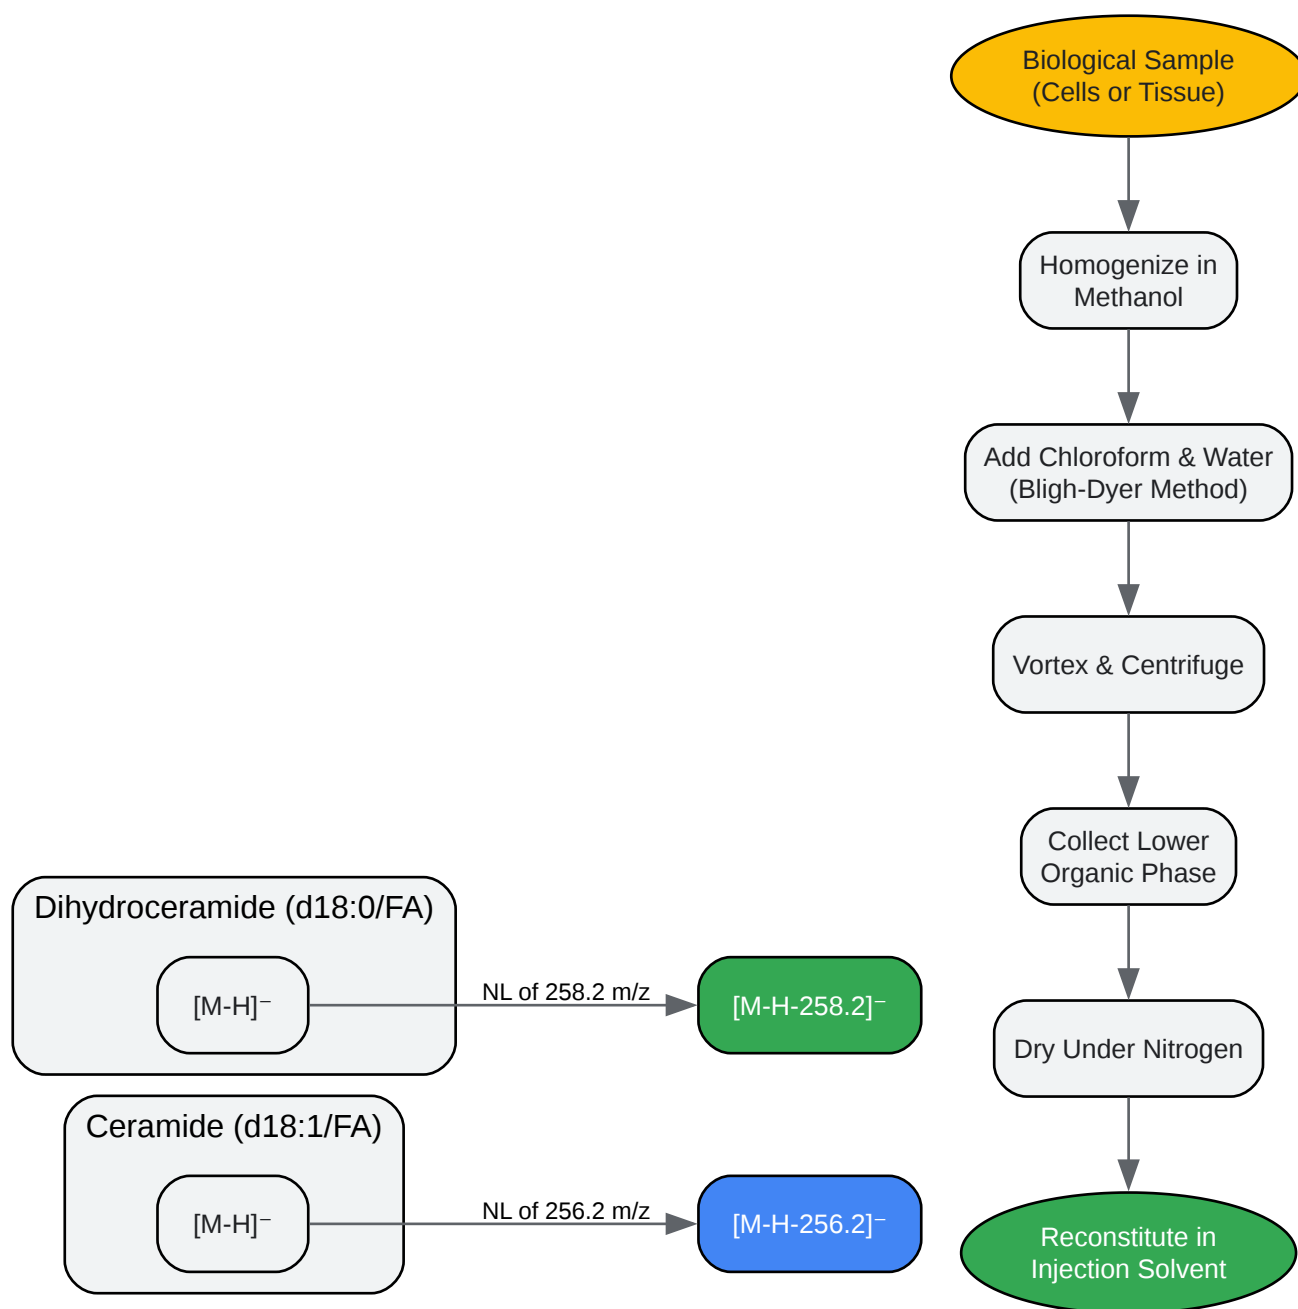 Biological Sample
(Cells or Tissue)
Homogenize in
Methanol
Add Chloroform & Water
(Bligh-Dyer Method)
Vortex & Centrifuge
Collect Lower
Organic Phase
Dry Under Nitrogen
Reconstitute in
Injection Solvent
Dihydroceramide (d18:0/FA)
[M-H]⁻
NL of 258.2 m/z
[M-H-258.2]⁻
Ceramide (d18:1/FA)
[M-H]⁻
NL of 256.2 m/z
[M-H-256.2]⁻